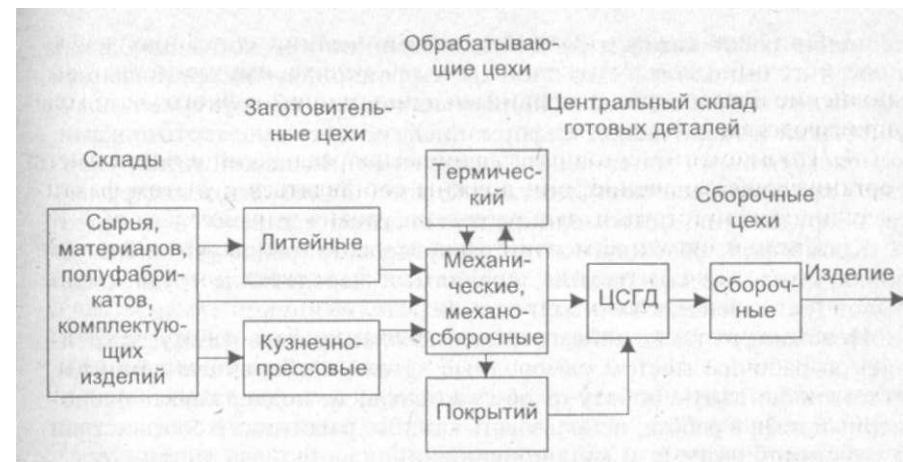 Обрабатываю-
щие цехи
Заготовитель-
ные цехи
Центральный склад
готовых деталей
Склады
Термичес-
кий
Сборочные
цехи
Сырья,
материалов
полуфабри-
катов,
комплектую-
щих
изделий
Литейные
Кузнечно-
прессовые
Механи-
ческие,
механо-
сборочные
Покрытий
ЦСГД
Сбороч-
ные
Изделие